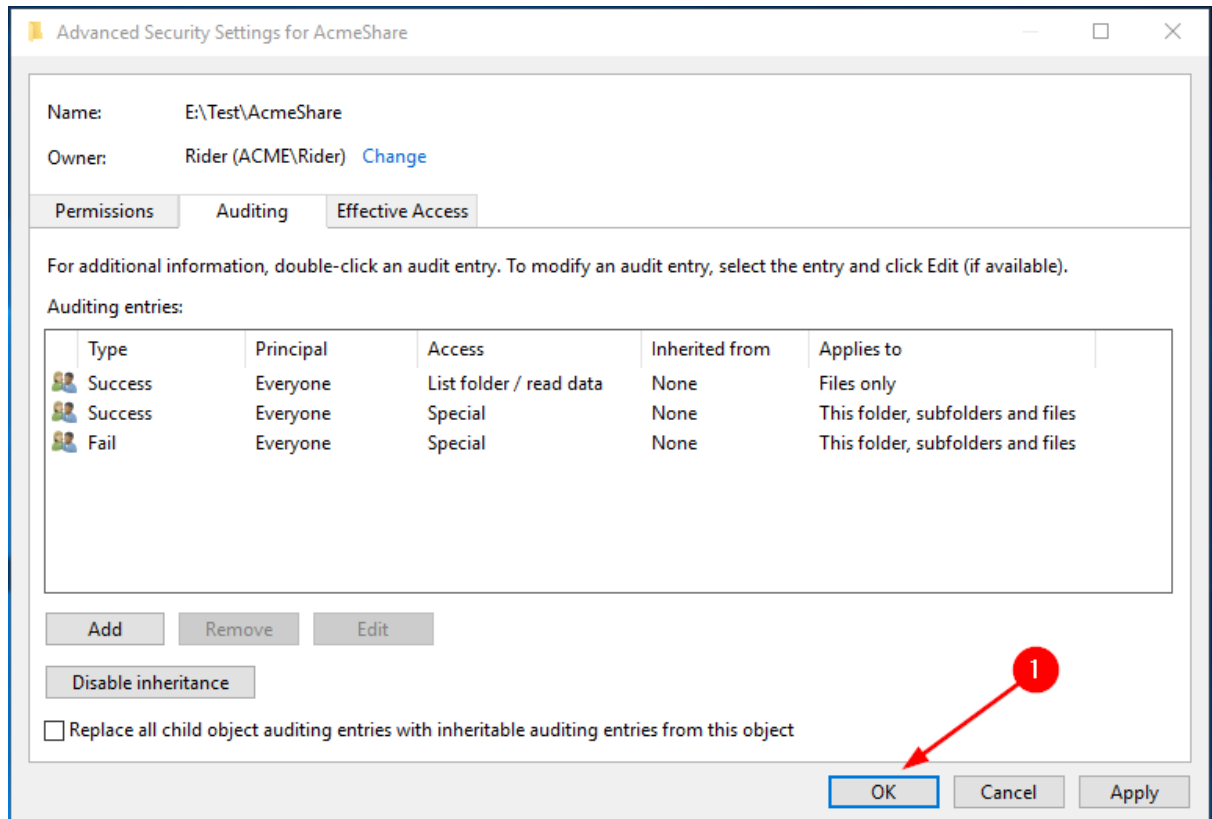 Advanced Security Settings for AcmeShare
Name: E:\Test\AcmeShare
Owner: Rider (ACME\Rider) Change
Permissions Auditing Effective Access
For additional information, double-click an audit entry. To modify an audit entry, select the entry and click Edit (if available).
Auditing entries:
Type Principal Access Inherited from Applies to
Success Everyone List folder / read data None Files only
Success Everyone Special None This folder, subfolders and files
Fail Everyone Special None This folder, subfolders and files
Add Remove Edit
Disable inheritance
1
Replace all child object auditing entries with inheritable auditing entries from this object
OK Cancel Apply